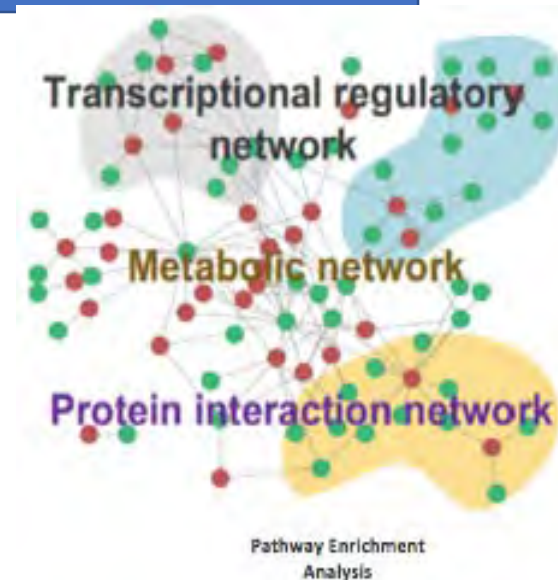 Transcriptional regulatory
network
Metabolic network
Protein interaction network
Pathway Enrichment
Analysis